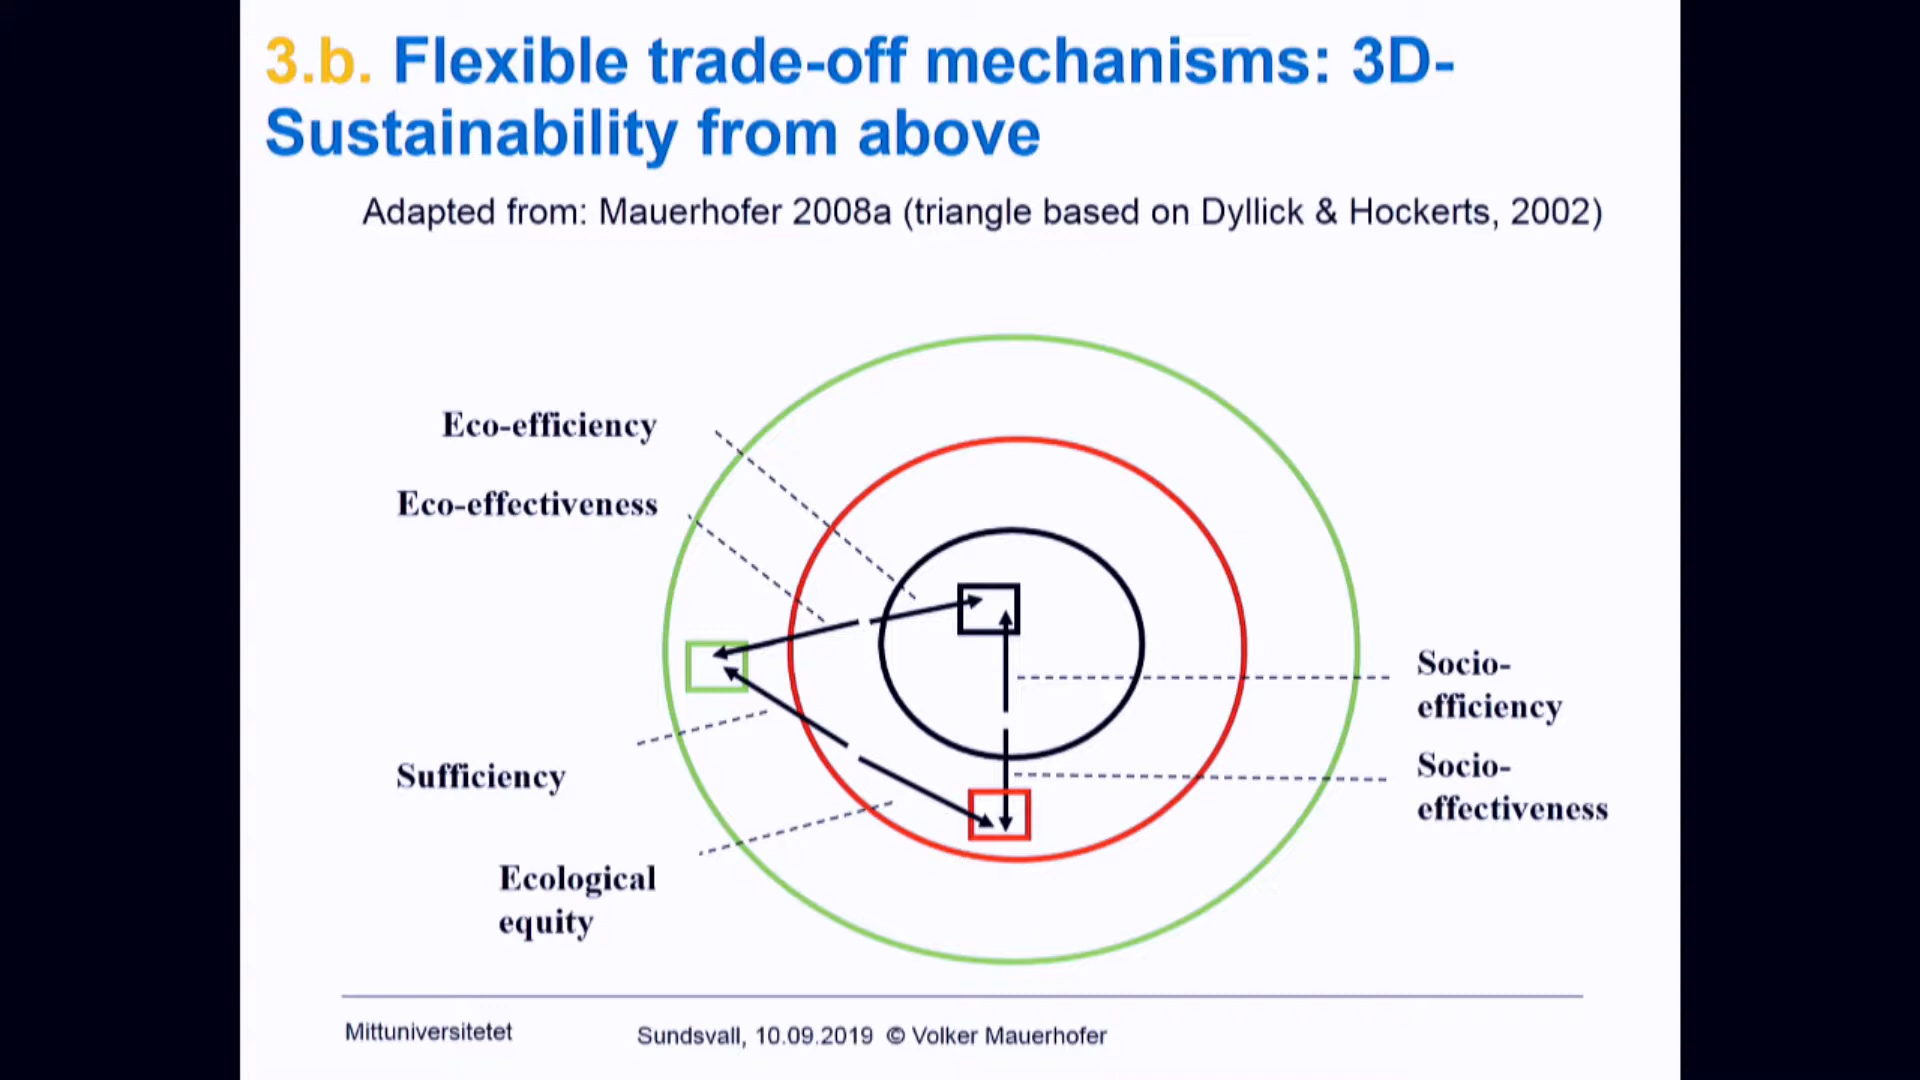 3.b. Flexible trade-off mechanisms: 3D-
Sustainability from above
Adapted from: Mauerhofer 2008a (triangle based on Dyllick & Hockerts, 2002)
Eco-efficiency
Eco-effectiveness
Socio-
efficiency
Socio-
effectiveness
Sufficiency
Ecological
equity
Mittuniversitetet
Sundsvall, 10.09.2019 © Volker Mauerhofer